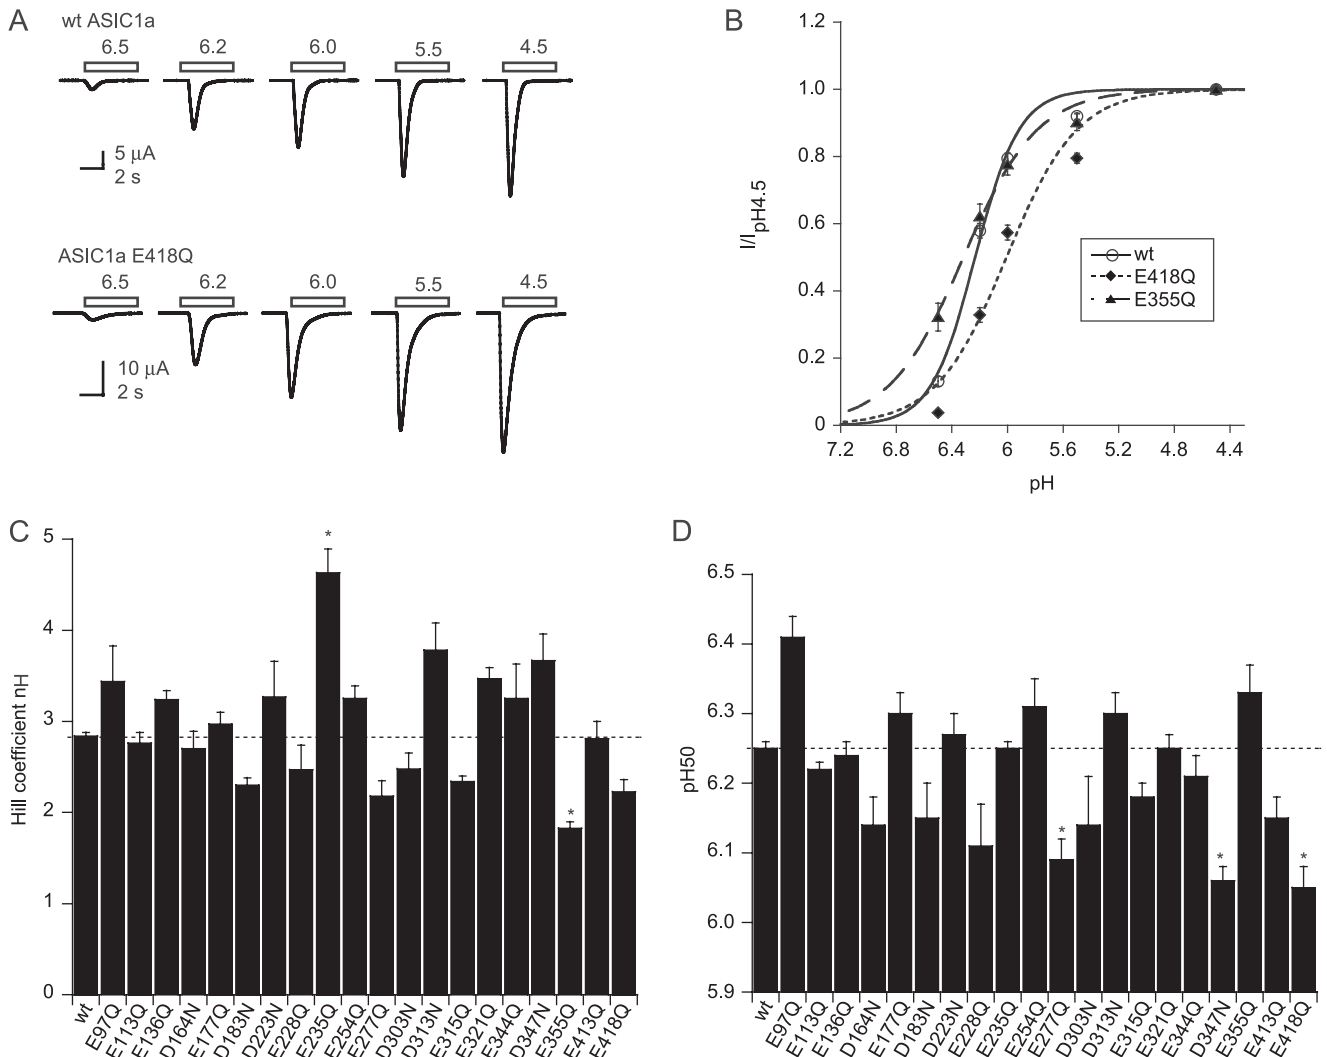 A
wt ASIC1a
6.5 6.2 6.0 5.5 4.5
5 µA
2 s
ASIC1a E418Q
6.5 6.2 6.0 5.5 4.5
10 µA
2 s
B
1.2
1.0
0.8
0.6
0.4
0.2
0
I/IpH4.5
wt
E418Q
E355Q
7.2 6.8 6.4 6 5.6 5.2 4.8 4.4
pH
C
5
4
3
2
1
0
Hill coefficient nH
*
*
wt E97Q E113Q E136Q D164N E177Q D183N D223N E228Q E235Q E254Q E277Q D303N D313N E315Q E321Q E344Q D347N E355Q E413Q E418Q
D
6.5
6.4
6.3
6.2
6.1
6.0
5.9
pH50
* * *
wt E97Q E113Q E136Q D164N E177Q D183N D223N E228Q E235Q E254Q E277Q D303N D313N E315Q E321Q E344Q D347N E355Q E413Q E418Q